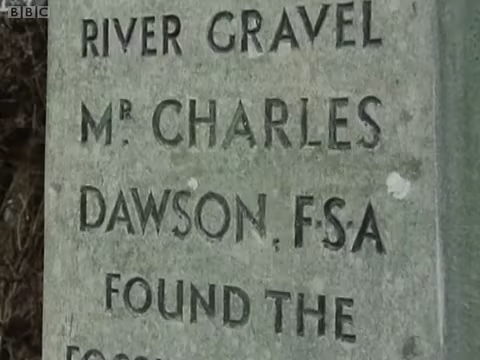 BBC
RIVER GRAVEL
MR CHARLES
DAWSON, F·S·A
FOUND THE